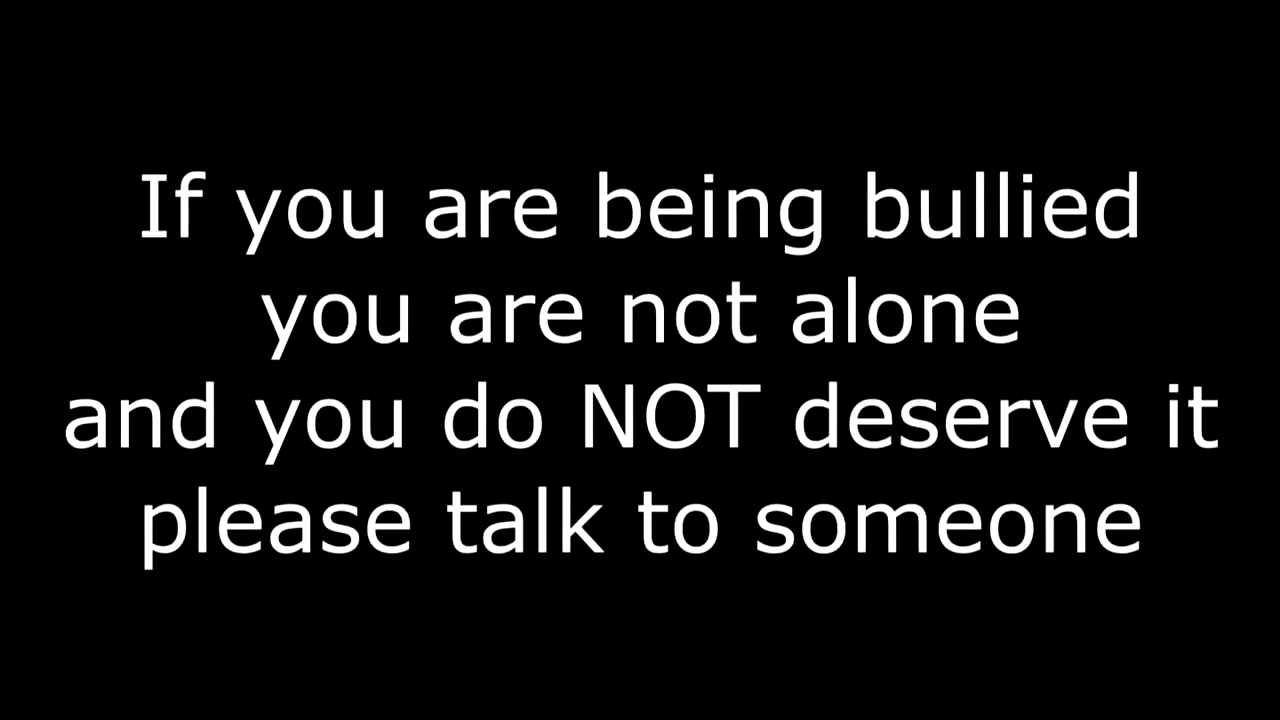 If you are being bullied
you are not alone
and you do NOT deserve it
please talk to someone